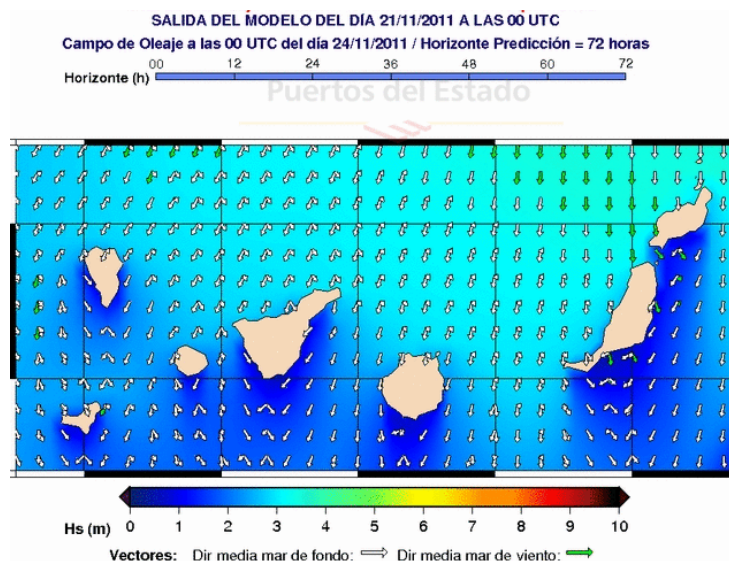 SALIDA DEL MODELO DEL DÍA 21/11/2011 A LAS 00 UTC
Campo de Oleaje a las 00 UTC del día 24/11/2011 / Horizonte Predicción = 72 horas
00 12 24 36 48 60 72
Horizonte (h)
Puertos del Estado
0 1 2 3 4 5 6 7 8 9 10
Hs (m)
Vectores: Dir media mar de fondo: Dir media mar de viento: